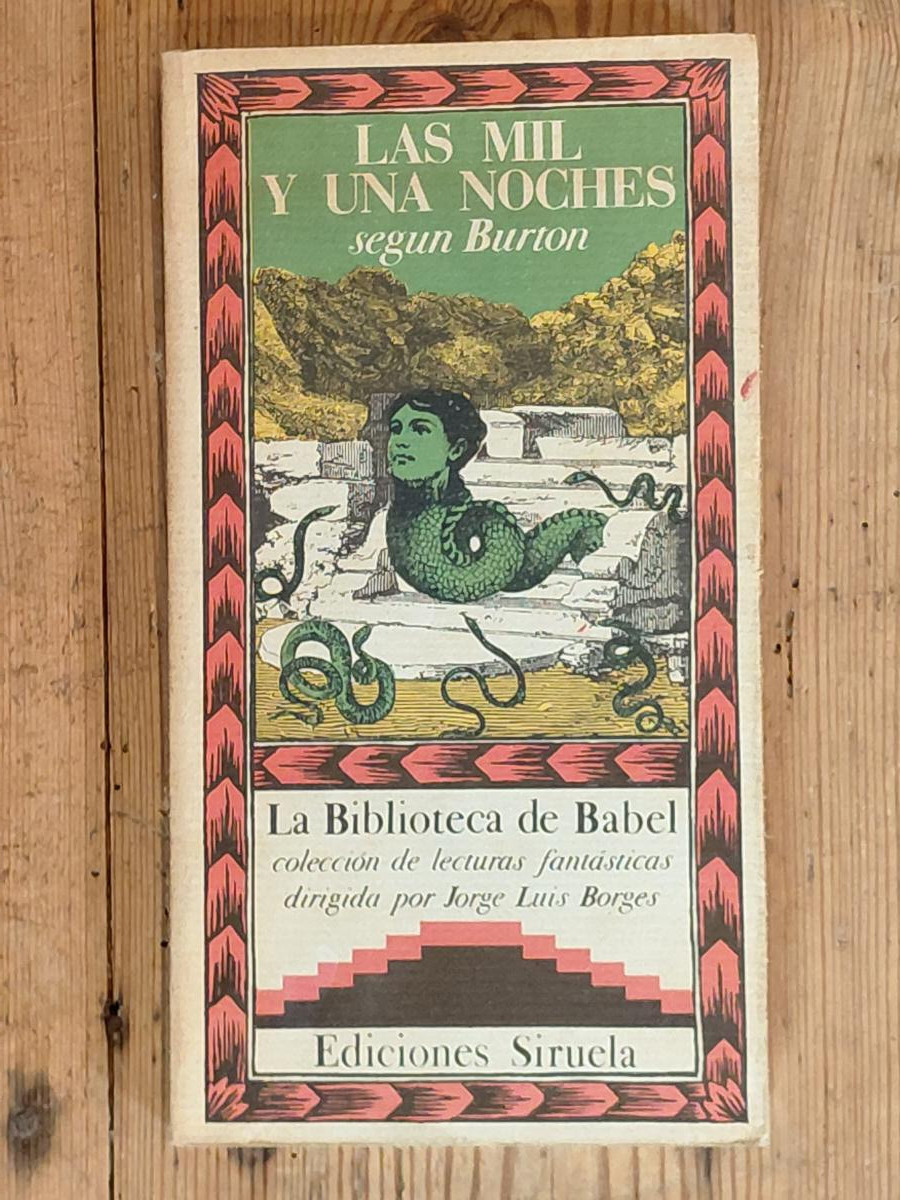 LAS MIL
Y UNA NOCHES
segun Burton
La Biblioteca de Babel
colección de lecturas fantásticas
dirigida por Jorge Luis Borges
Ediciones Siruela